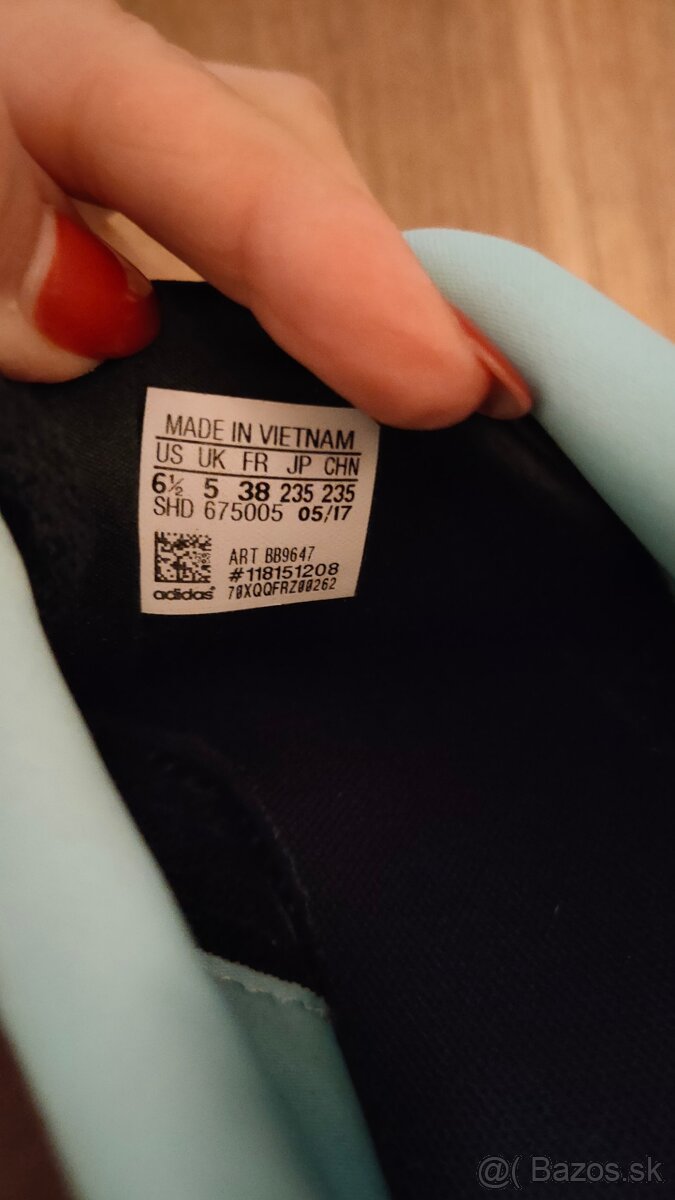 MADE IN VIETNAM
US UK FR JP CHN
6½ 5 38 235 235
SHD 675005 05/17
ART BB9647
#118151208
adidas 70XQQFRZ00262
@( Bazos.sk